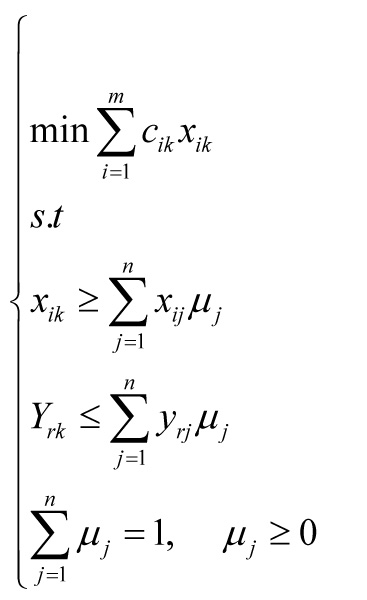 min ∑_{i=1}^{m} c_{ik} x_{ik}
s.t
x_{ik} ≥ ∑_{j=1}^{n} x_{ij} μ_j
Y_{rk} ≤ ∑_{j=1}^{n} y_{rj} μ_j
∑_{j=1}^{n} μ_j = 1, μ_j ≥ 0